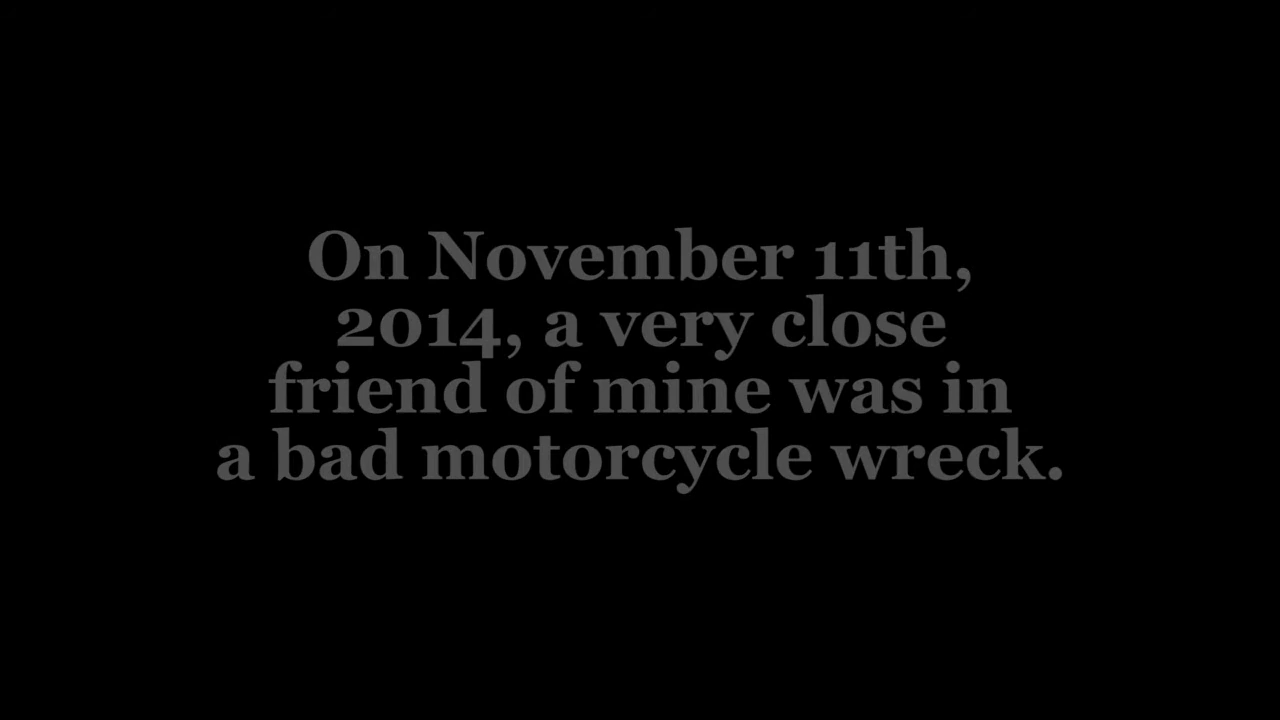 On November 11th,
2014, a very close
friend of mine was in
a bad motorcycle wreck.